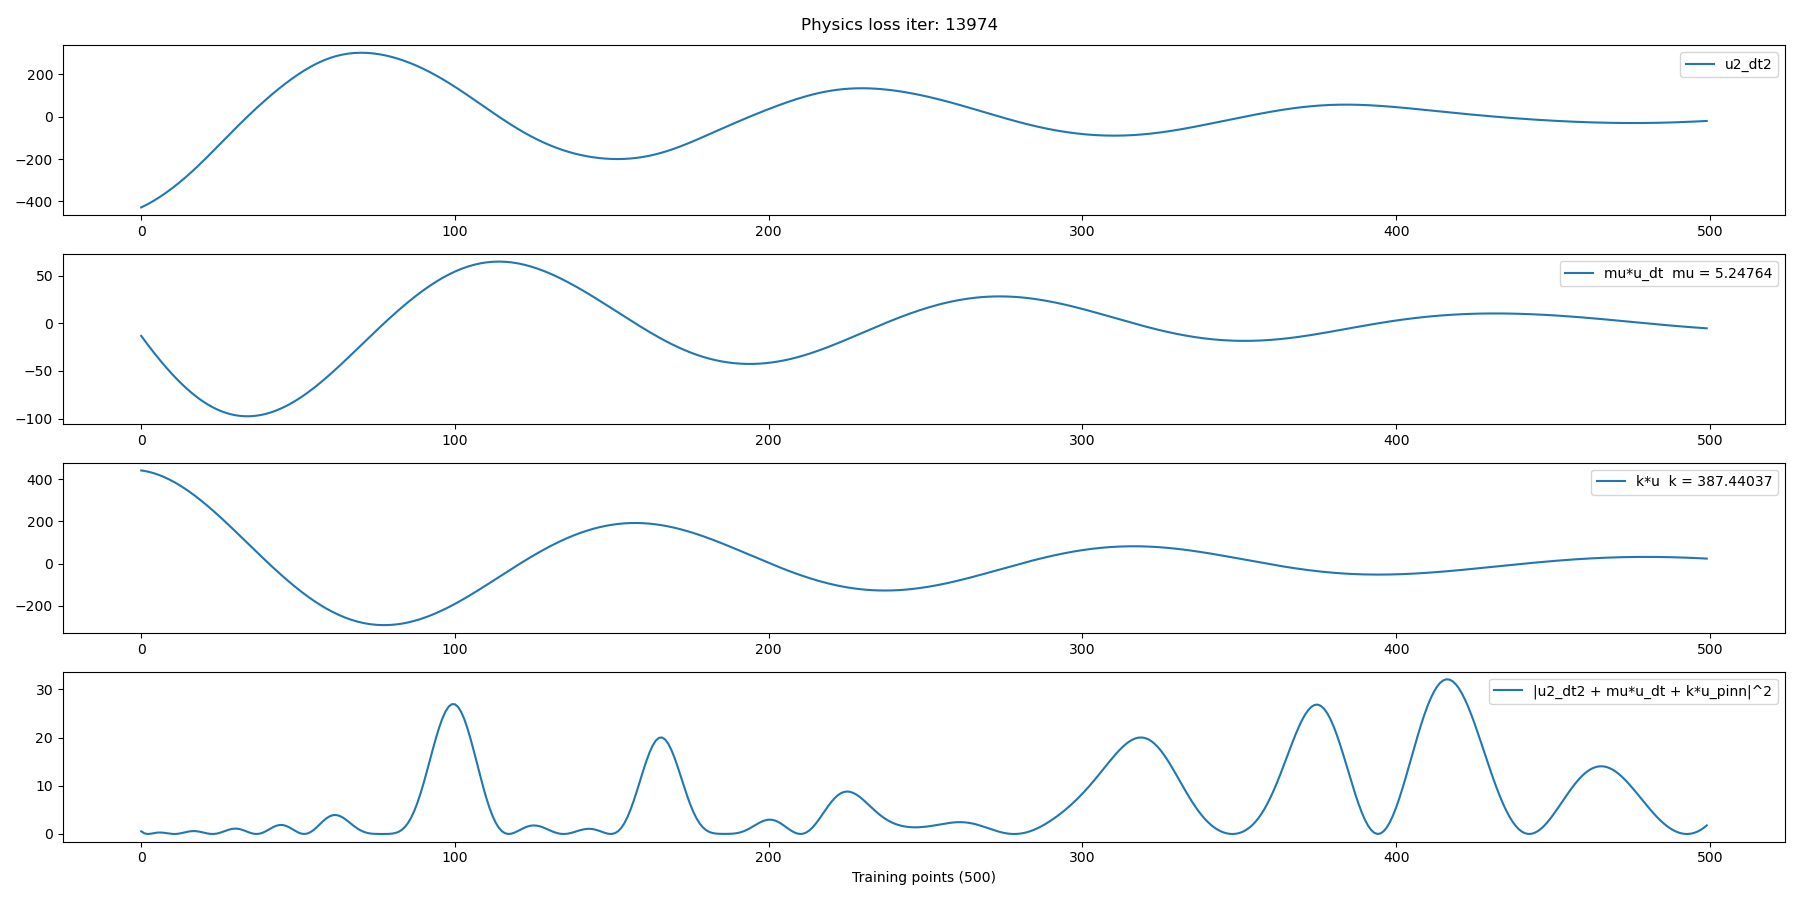 Physics loss iter: 13974
u2_dt2
200
0
−200
−400
0 100 200 300 400 500
mu*u_dt  mu = 5.24764
50
0
−50
−100
0 100 200 300 400 500
k*u  k = 387.44037
400
200
0
−200
0 100 200 300 400 500
|u2_dt2 + mu*u_dt + k*u_pinn|^2
30
20
10
0
0 100 200 300 400 500
Training points (500)